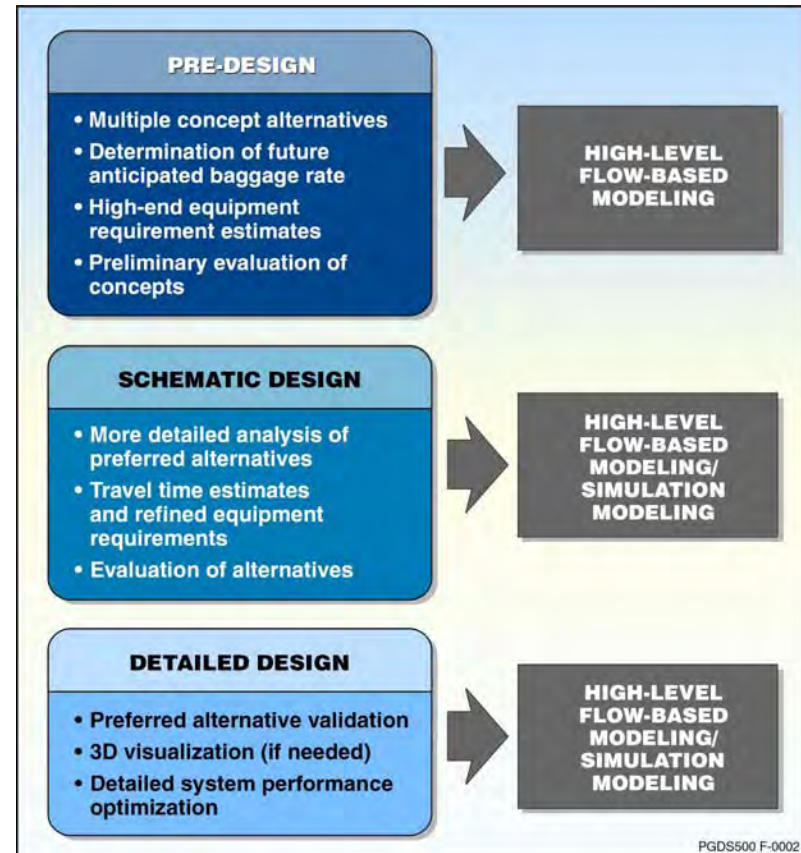 PRE-DESIGN
• Multiple concept alternatives
• Determination of future
anticipated baggage rate
• High-end equipment
requirement estimates
• Preliminary evaluation of
concepts
HIGH-LEVEL
FLOW-BASED
MODELING
SCHEMATIC DESIGN
• More detailed analysis of
preferred alternatives
• Travel time estimates
and refined equipment
requirements
• Evaluation of alternatives
HIGH-LEVEL
FLOW-BASED
MODELING/
SIMULATION
MODELING
DETAILED DESIGN
• Preferred alternative validation
• 3D visualization (if needed)
• Detailed system performance
optimization
HIGH-LEVEL
FLOW-BASED
MODELING/
SIMULATION
MODELING
PGDS500 F-0002